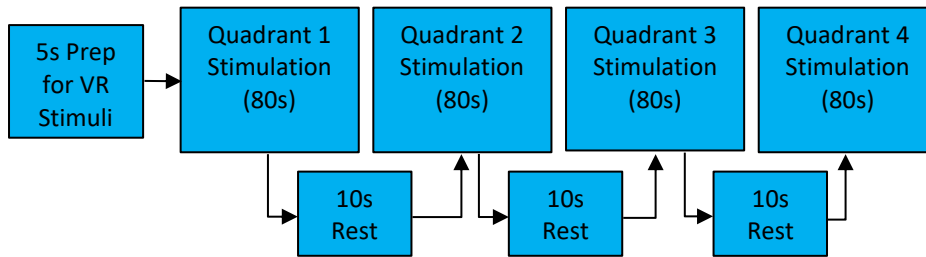 5s Prep
for VR
Stimuli
Quadrant 1
Stimulation
(80s)
Quadrant 2
Stimulation
(80s)
Quadrant 3
Stimulation
(80s)
Quadrant 4
Stimulation
(80s)
10s
Rest
10s
Rest
10s
Rest